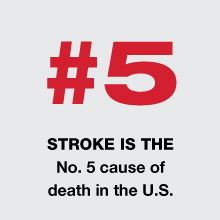 #5
STROKE IS THE
No. 5 cause of
death in the U.S.